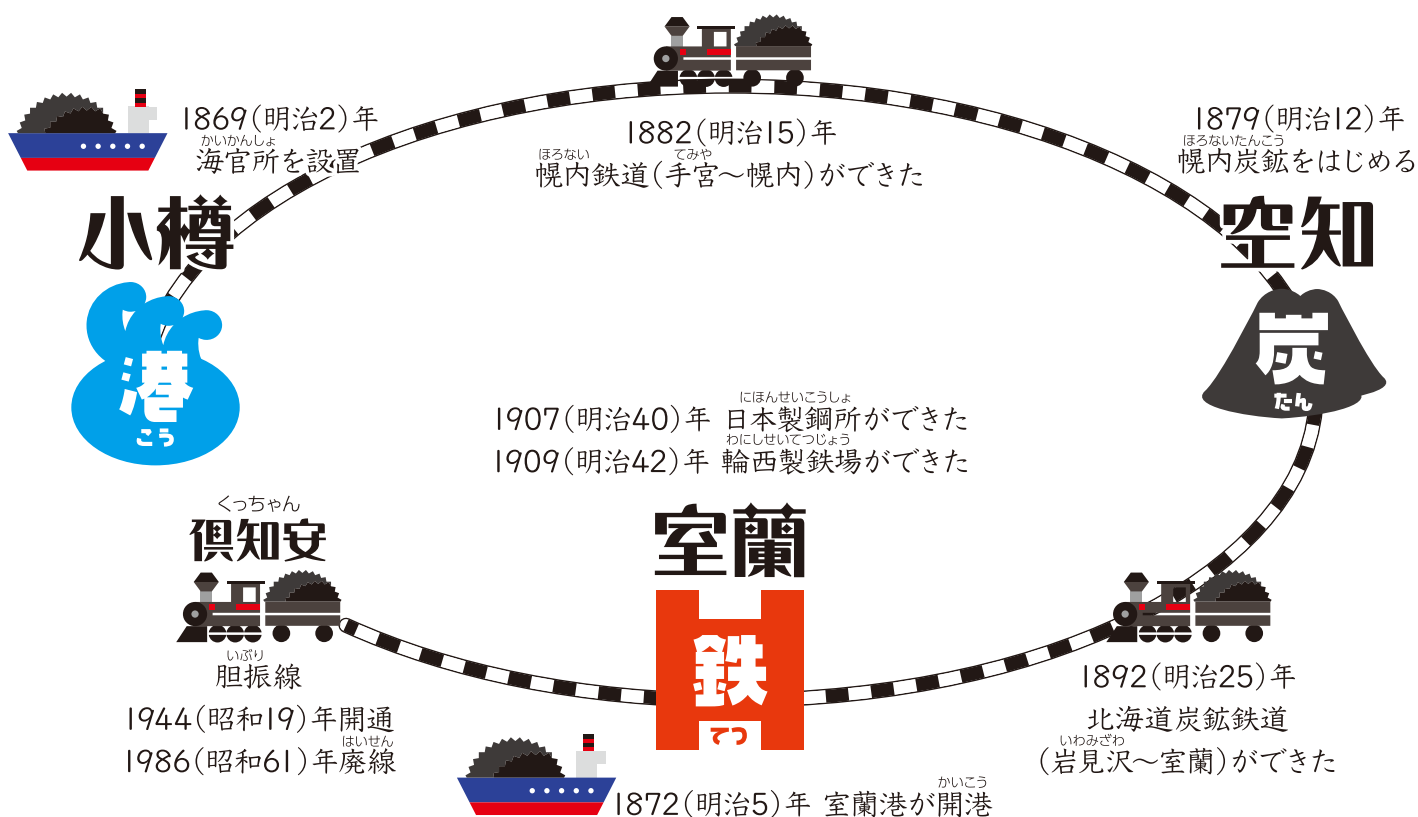 1869(明治2)年
かいかんしょ
海官所を設置
小樽
港
こう
1882(明治15)年
ほろない てみや
幌内鉄道(手宮〜幌内)ができた
1879(明治12)年
ほろないたんこう
幌内炭鉱をはじめる
空知
炭
たん
にほんせいこうしょ
1907(明治40)年 日本製鋼所ができた
わにしせいてつじょう
1909(明治42)年 輪西製鉄場ができた
室蘭
鉄
てつ
くっちゃん
倶知安
いぶり
胆振線
1944(昭和19)年開通
はいせん
1986(昭和61)年廃線
かいこう
1872(明治5)年 室蘭港が開港
1892(明治25)年
北海道炭鉱鉄道
いわみざわ
(岩見沢〜室蘭)ができた